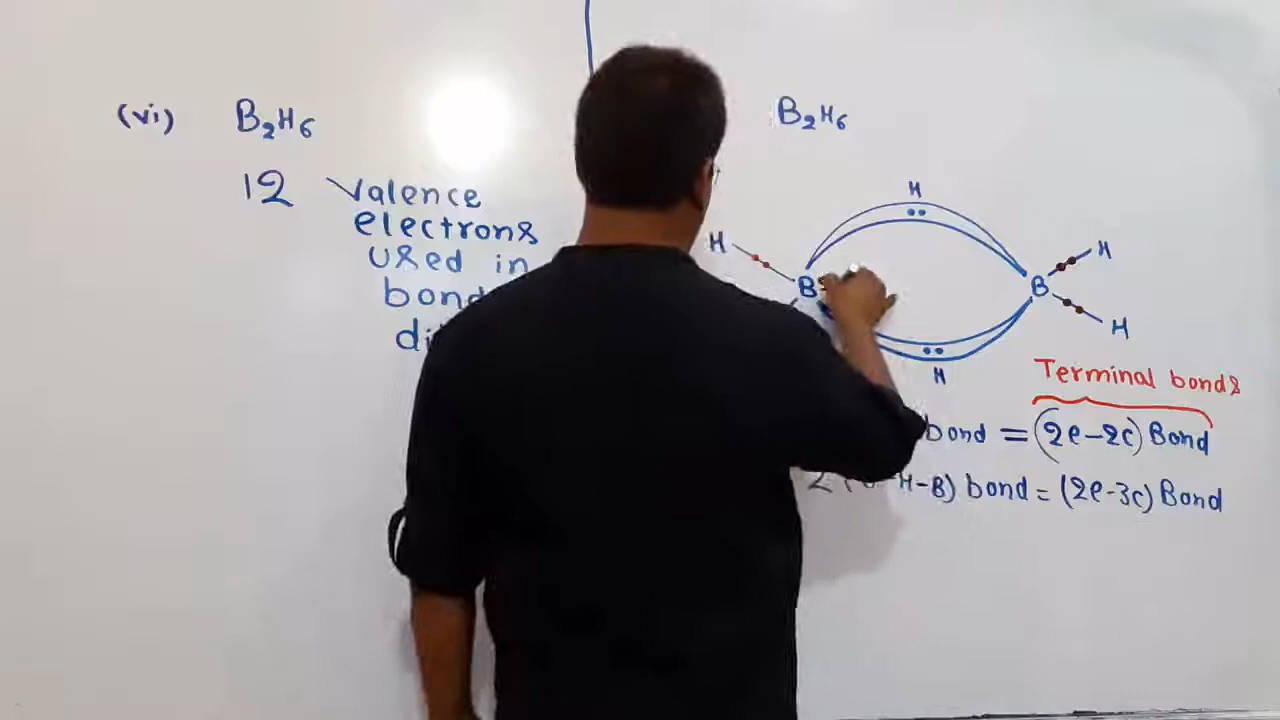 (vi) B₂H₆
12 Valence
electrons
used in
bond
B₂H₆
H
H B B H
H
H
Terminal bonds
bond = (2e-2c) Bond
H-B) bond = (2e-3c) Bond